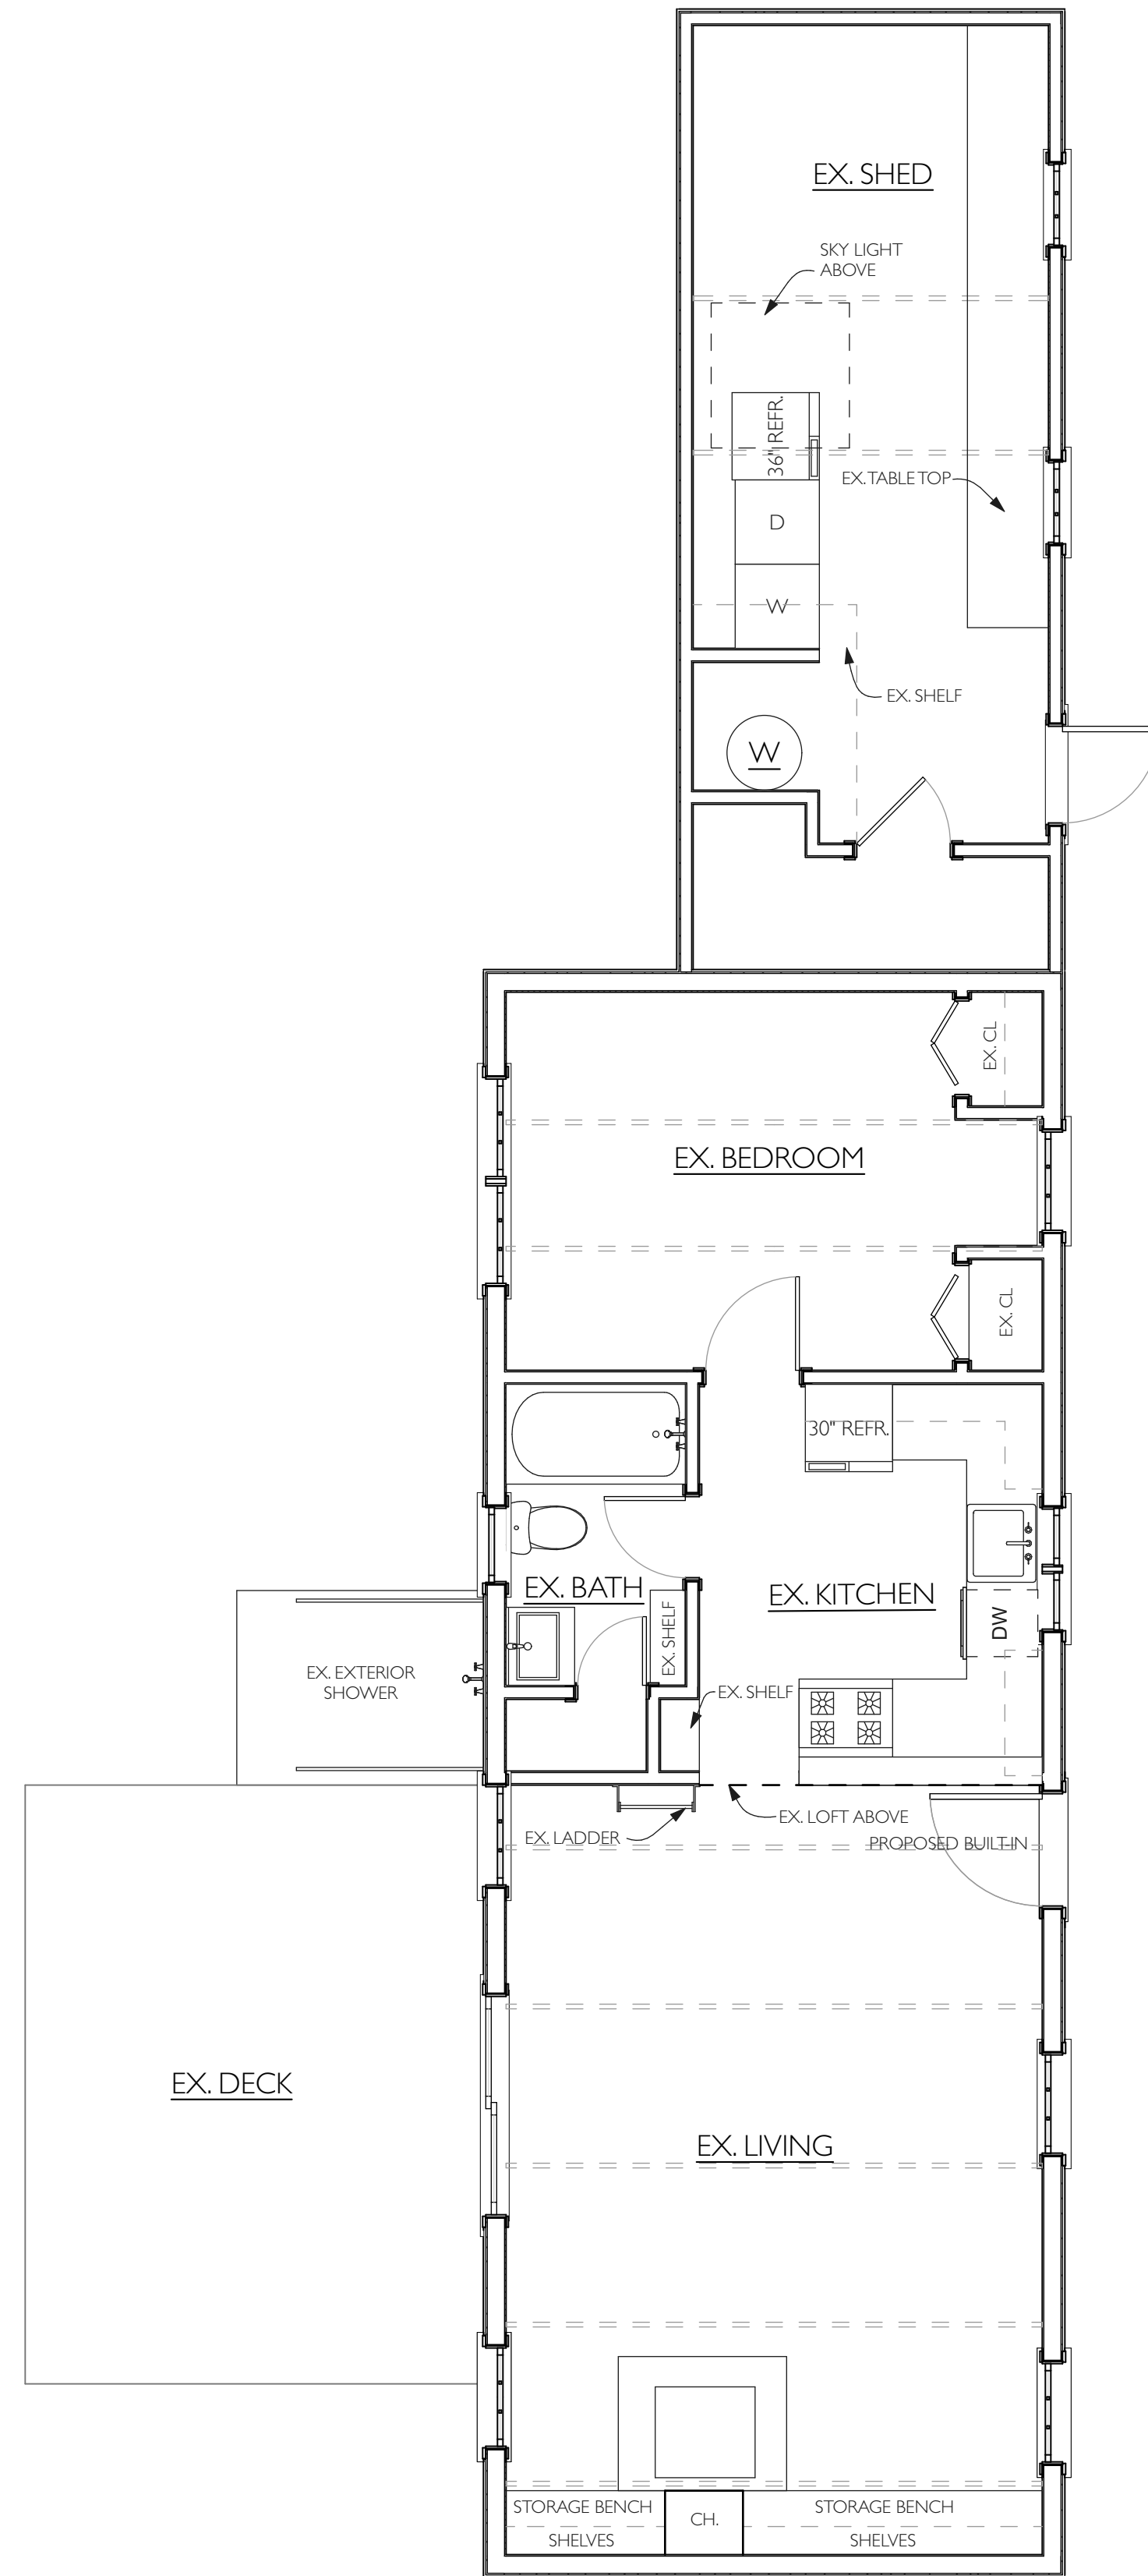 EX. SHED
SKY LIGHT
ABOVE
36" REFR.
EX. TABLE TOP
D
W
EX. SHELF
W
EX. CL
EX. BEDROOM
EX. CL
30" REFR.
EX. BATH
EX. KITCHEN
DW
EX. SHELF
EX. EXTERIOR
SHOWER
EX. SHELF
EX. LOFT ABOVE
EX. LADDER
PROPOSED BUILT-IN
EX. DECK
EX. LIVING
STORAGE BENCH
CH.
STORAGE BENCH
SHELVES
SHELVES